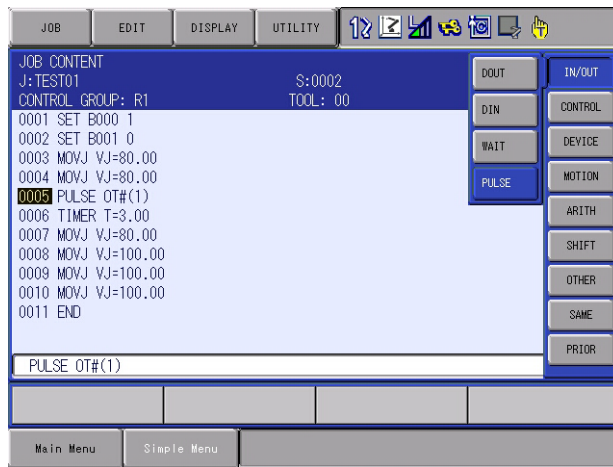 JOB EDIT DISPLAY UTILITY
JOB CONTENT
J:TEST01 S:0002
CONTROL GROUP: R1 TOOL: 00
0001 SET B000 1
0002 SET B001 0
0003 MOVJ VJ=80.00
0004 MOVJ VJ=80.00
0005 PULSE OT#(1)
0006 TIMER T=3.00
0007 MOVJ VJ=80.00
0008 MOVJ VJ=100.00
0009 MOVJ VJ=100.00
0010 MOVJ VJ=100.00
0011 END
PULSE OT#(1)
DOUT
DIN
WAIT
PULSE
IN/OUT
CONTROL
DEVICE
MOTION
ARITH
SHIFT
OTHER
SAME
PRIOR
Main Menu Simple Menu